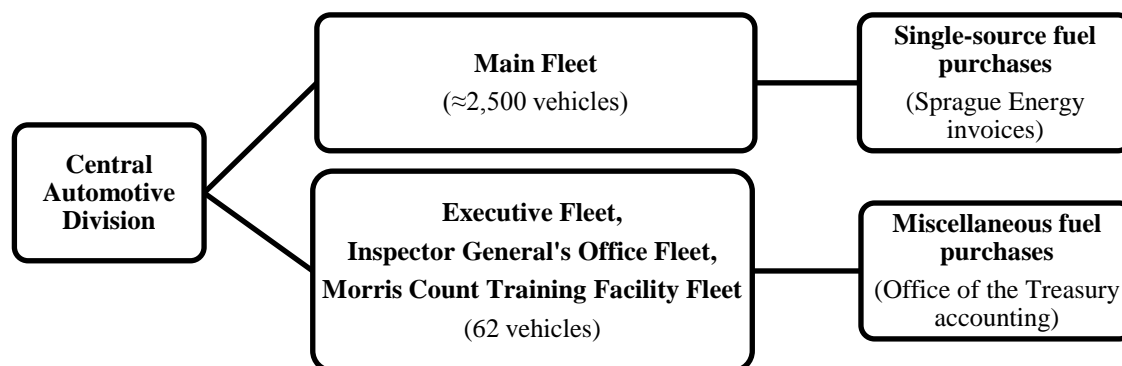 Central
Automotive
Division
Main Fleet
(≈2,500 vehicles)
Single-source fuel
purchases
(Sprague Energy
invoices)
Executive Fleet,
Inspector General's Office Fleet,
Morris Count Training Facility Fleet
(62 vehicles)
Miscellaneous fuel
purchases
(Office of the Treasury
accounting)